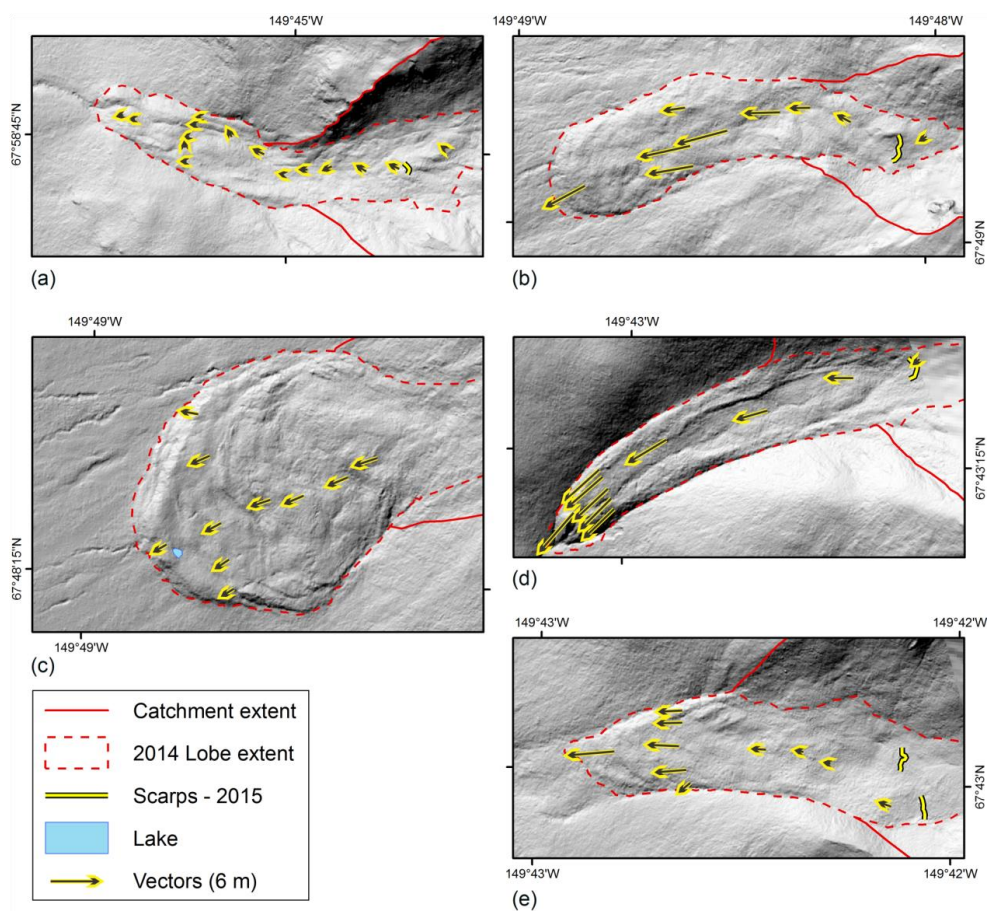 149°45'W
67°58'45"N
(a)
149°49'W
149°48'W
67°49'N
(b)
149°49'W
67°48'15"N
149°49'W
(c)
149°43'W
67°43'15"N
(d)
149°43'W
149°42'W
67°43'N
149°43'W
149°42'W
(e)
Catchment extent
2014 Lobe extent
Scarps - 2015
Lake
Vectors (6 m)